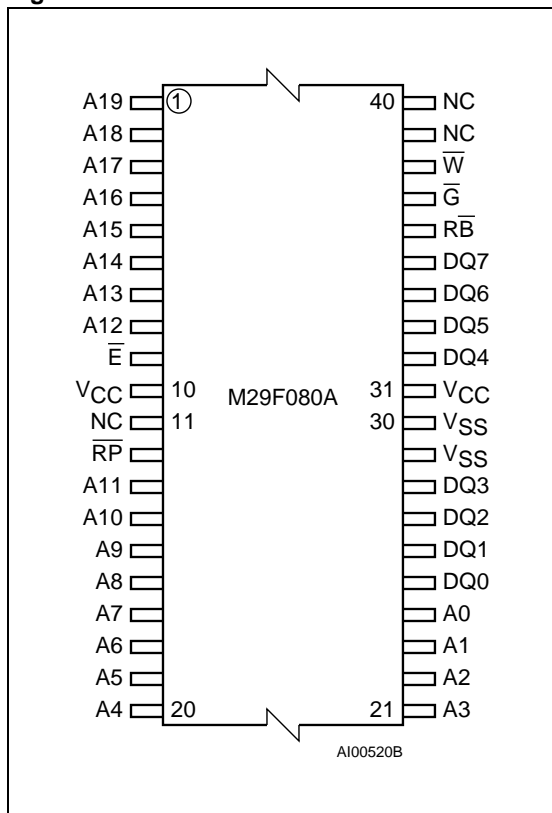 A19 ① 40 NC
A18 NC
A17 W̅
A16 G̅
A15 RB̅
A14 DQ7
A13 DQ6
A12 DQ5
E̅ DQ4
VCC 10 M29F080A 31 VCC
NC 11 30 VSS
R̅P̅ VSS
A11 DQ3
A10 DQ2
A9 DQ1
A8 DQ0
A7 A0
A6 A1
A5 A2
A4 20 21 A3
AI00520B